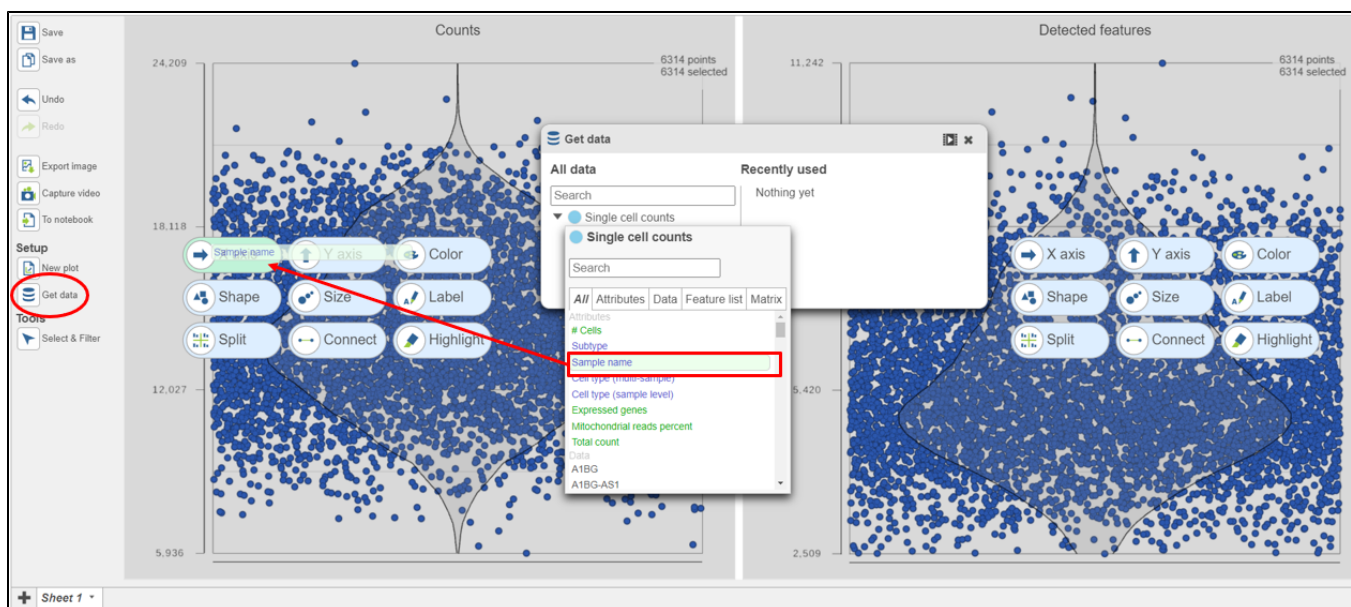 Save
Save as
Undo
Redo
Export image
Capture video
To notebook
Setup
New plot
Get data
Tools
Select & Filter
Counts
6314 points
6314 selected
24,209
18,118
12,027
5,936
Sample name
Y axis
Color
Shape
Size
Label
Split
Connect
Highlight
Get data
All data
Recently used
Search
Nothing yet
Single cell counts
Single cell counts
Search
All Attributes Data Feature list Matrix
Attributes
# Cells
Subtype
Sample name
Cell type (multi-sample)
Cell type (sample level)
Expressed genes
Mitochondrial reads percent
Total count
Data
A1BG
A1BG-AS1
Detected features
6314 points
6314 selected
11,242
5,420
2,509
X axis
Y axis
Color
Shape
Size
Label
Split
Connect
Highlight
Sheet 1